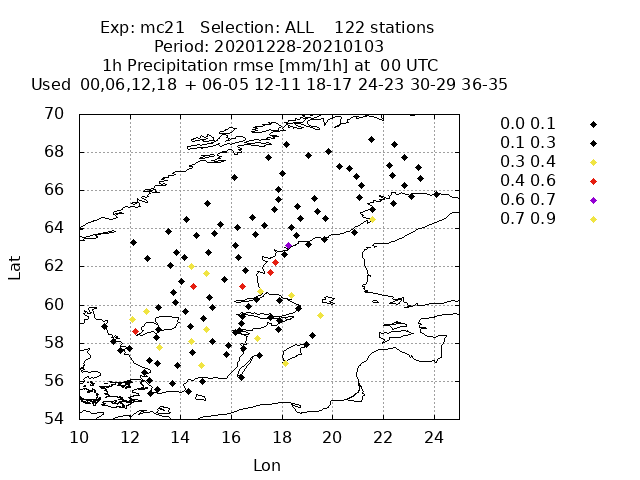 Exp: mc21 Selection: ALL 122 stations
Period: 20201228-20210103
1h Precipitation rmse [mm/1h] at 00 UTC
Used 00,06,12,18 + 06-05 12-11 18-17 24-23 30-29 36-35
70
68
66
64
62
60
58
56
54
Lat
10 12 14 16 18 20 22 24
Lon
0.0 0.1
0.1 0.3
0.3 0.4
0.4 0.6
0.6 0.7
0.7 0.9